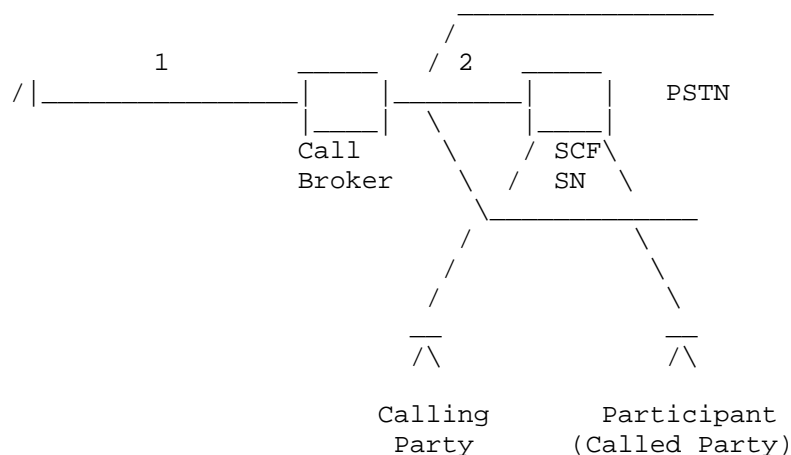 1 2
PSTN
Call SCF
Broker SN
Calling Participant
Party (Called Party)